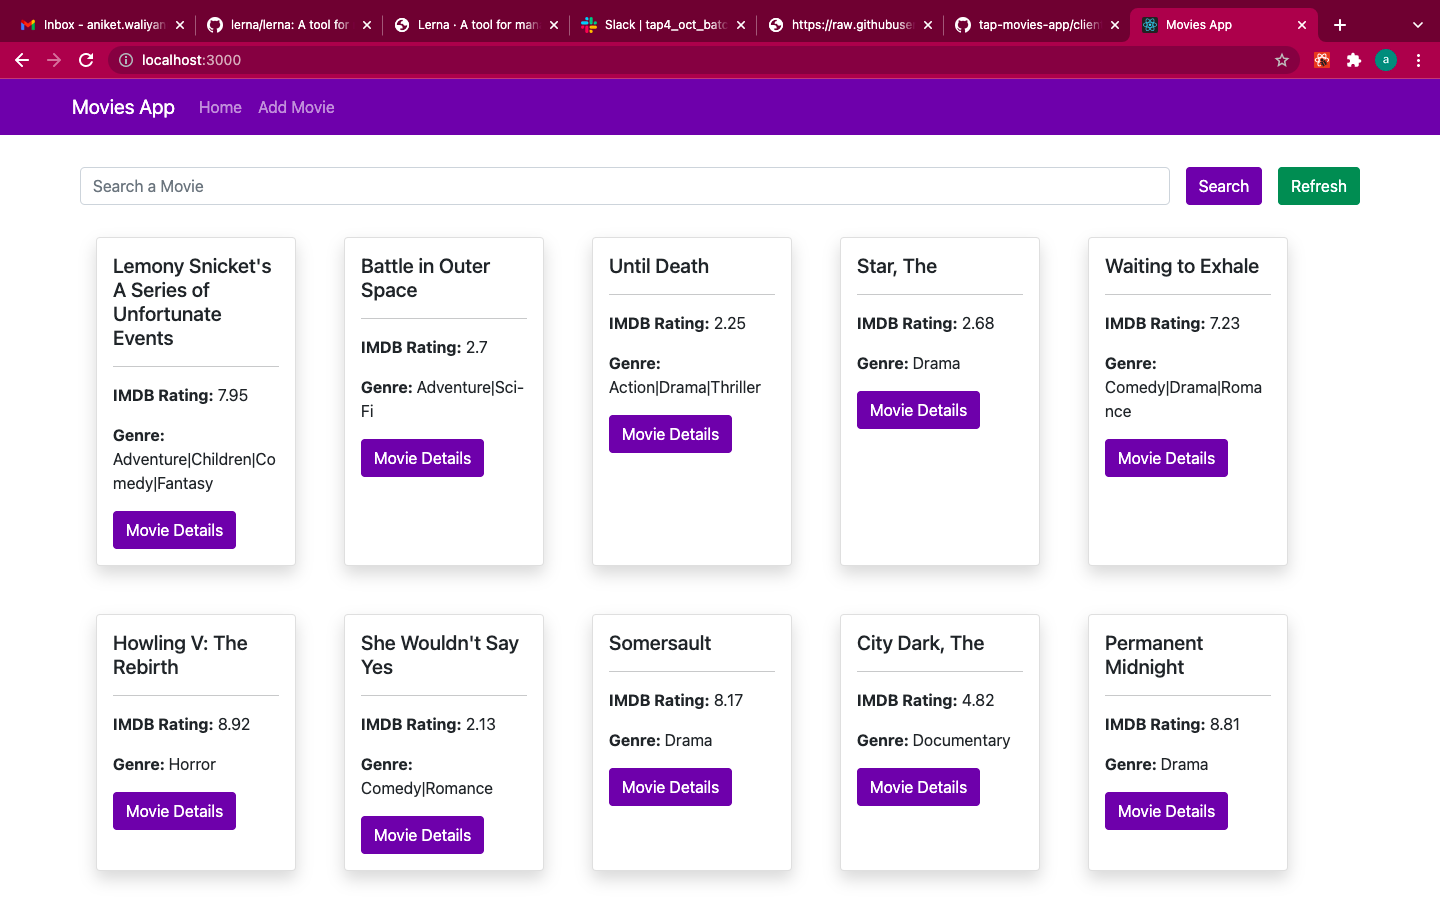 Inbox - aniket.waliyan
lerna/lerna: A tool for
Lerna · A tool for man
Slack | tap4_oct_batc
https://raw.githubuse
tap-movies-app/clien
Movies App
localhost:3000
a
Movies App
Home
Add Movie
Search a Movie
Search
Refresh
Lemony Snicket's
A Series of
Unfortunate
Events
IMDB Rating: 7.95
Genre:
Adventure|Children|Co
medy|Fantasy
Movie Details
Battle in Outer
Space
IMDB Rating: 2.7
Genre: Adventure|Sci-
Fi
Movie Details
Until Death
IMDB Rating: 2.25
Genre:
Action|Drama|Thriller
Movie Details
Star, The
IMDB Rating: 2.68
Genre: Drama
Movie Details
Waiting to Exhale
IMDB Rating: 7.23
Genre:
Comedy|Drama|Roma
nce
Movie Details
Howling V: The
Rebirth
IMDB Rating: 8.92
Genre: Horror
Movie Details
She Wouldn't Say
Yes
IMDB Rating: 2.13
Genre:
Comedy|Romance
Movie Details
Somersault
IMDB Rating: 8.17
Genre: Drama
Movie Details
City Dark, The
IMDB Rating: 4.82
Genre: Documentary
Movie Details
Permanent
Midnight
IMDB Rating: 8.81
Genre: Drama
Movie Details